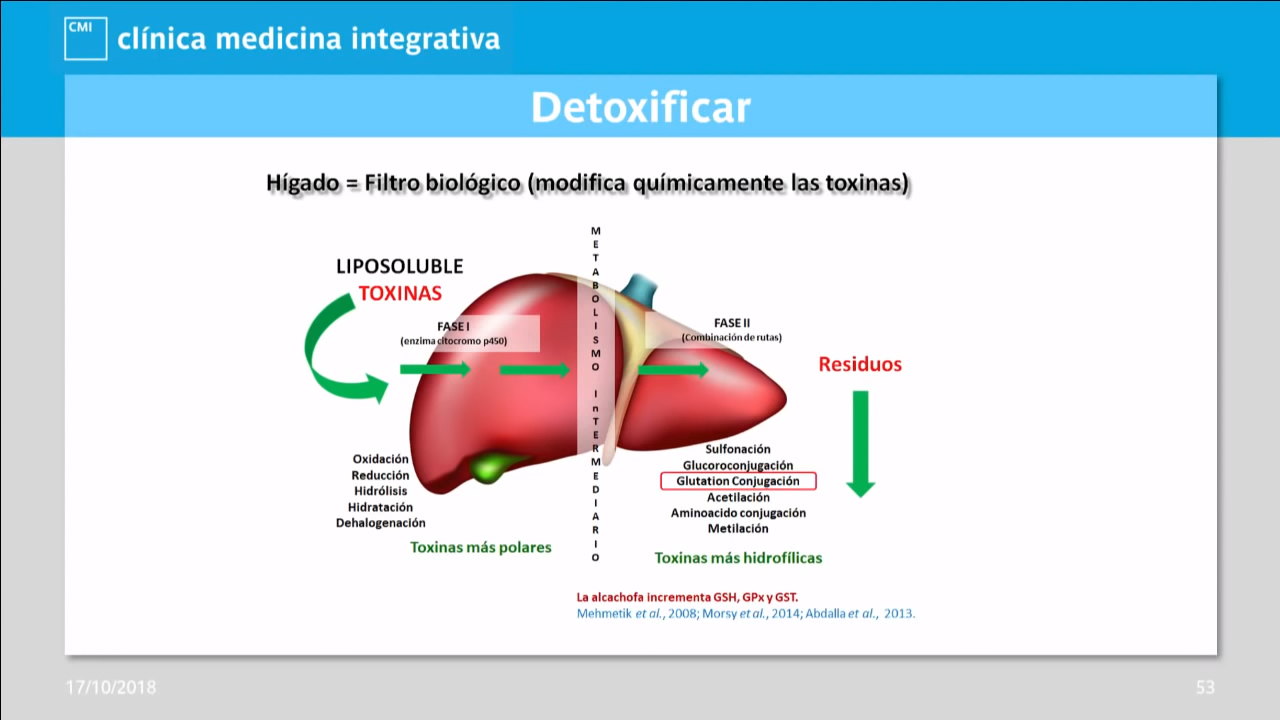 CMI
clínica medicina integrativa
Detoxificar
Hígado = Filtro biológico (modifica químicamente las toxinas)
LIPOSOLUBLE
TOXINAS
FASE I
(enzima citocromo p450)
METABOLISMO InTERMEDIARIO
FASE II
(Combinación de rutas)
Residuos
Oxidación
Reducción
Hidrólisis
Hidratación
Dehalogenación
Toxinas más polares
Sulfonación
Glucoroconjugación
Glutation Conjugación
Acetilación
Aminoacido conjugación
Metilación
Toxinas más hidrofílicas
La alcachofa incrementa GSH, GPx y GST.
Mehmetik et al., 2008; Morsy et al., 2014; Abdalla et al., 2013.
17/10/2018
53